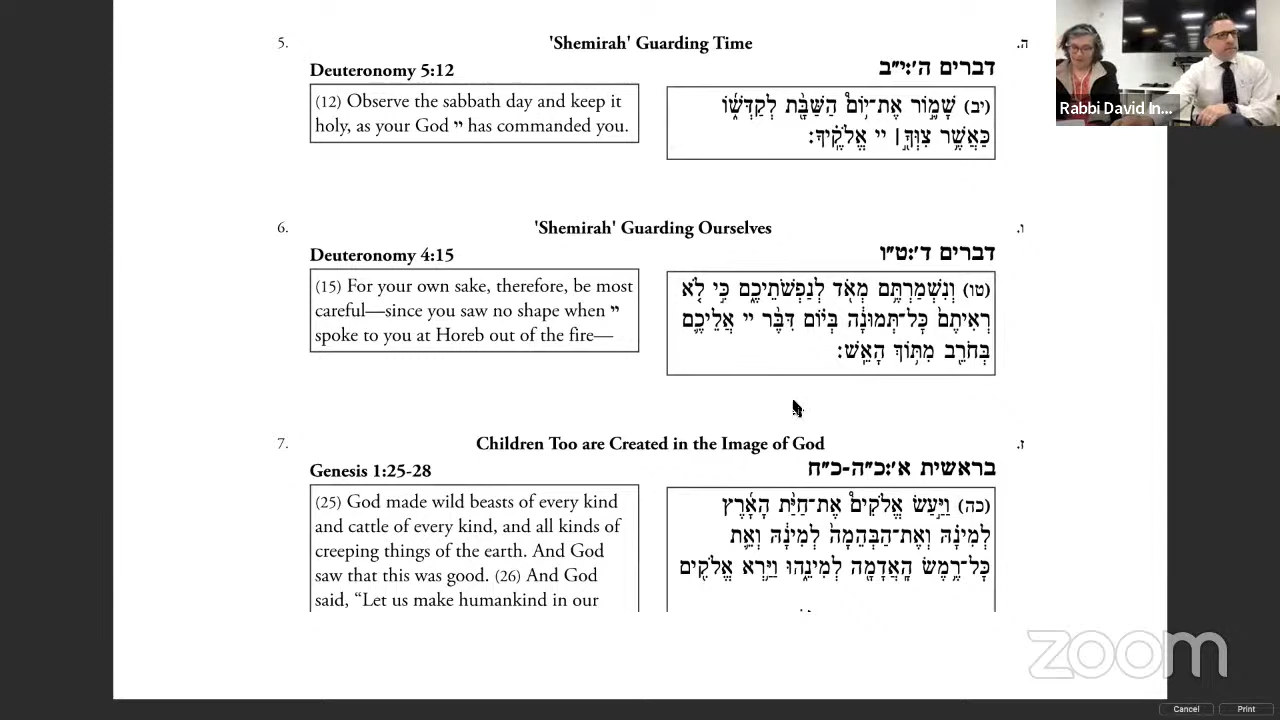 5.
'Shemirah' Guarding Time
ה.
Deuteronomy 5:12
דברים ה׳:י״ב
(12) Observe the sabbath day and keep it
holy, as your God יי has commanded you.
(יב) שָׁמ֛֣וֹר אֶת־י֥וֹם֩ הַשַּׁבָּ֖֨ת לְקַדְּשׁ֑֜וֹ
כַּאֲשֶׁ֥ר צִוְּךָ֖֣׀ יי אֱלֹקֶֽ֗יךָ׃
6.
'Shemirah' Guarding Ourselves
ו.
Deuteronomy 4:15
דברים ד׳:ט״ו
(15) For your own sake, therefore, be most
careful—since you saw no shape when יי
spoke to you at Horeb out of the fire—
(טו) וְנִשְׁמַרְתֶּ֥ם מְאֹ֖ד לְנַפְשֹׁתֵיכֶ֑ם כִּ֣י לֹ֤א
רְאִיתֶם֙ כׇּל־תְּמוּנָ֔ה בְּי֗וֹם דִּבֶּ֨ר יי אֲלֵיכֶ֛ם
בְּחֹרֵ֖ב מִתּ֥וֹךְ הָאֵֽשׁ׃
7.
Children Too are Created in the Image of God
ז.
Genesis 1:25-28
בראשית א׳:כ״ה-כ״ח
(25) God made wild beasts of every kind
and cattle of every kind, and all kinds of
creeping things of the earth. And God
saw that this was good. (26) And God
said, “Let us make humankind in our
(כה) וַיַּ֣עַשׂ אֱלֹקִים֩ אֶת־חַיַּ֨ת הָאָ֜רֶץ
לְמִינָ֗הּ וְאֶת־הַבְּהֵמָה֙ לְמִינָ֔הּ וְאֵ֛ת
כׇּל־רֶ֥מֶשׂ הָֽאֲדָמָ֖ה לְמִינֵ֑הוּ וַיַּ֥רְא אֱלֹקִ֖ים
Rabbi David In...
zoom
Cancel
Print